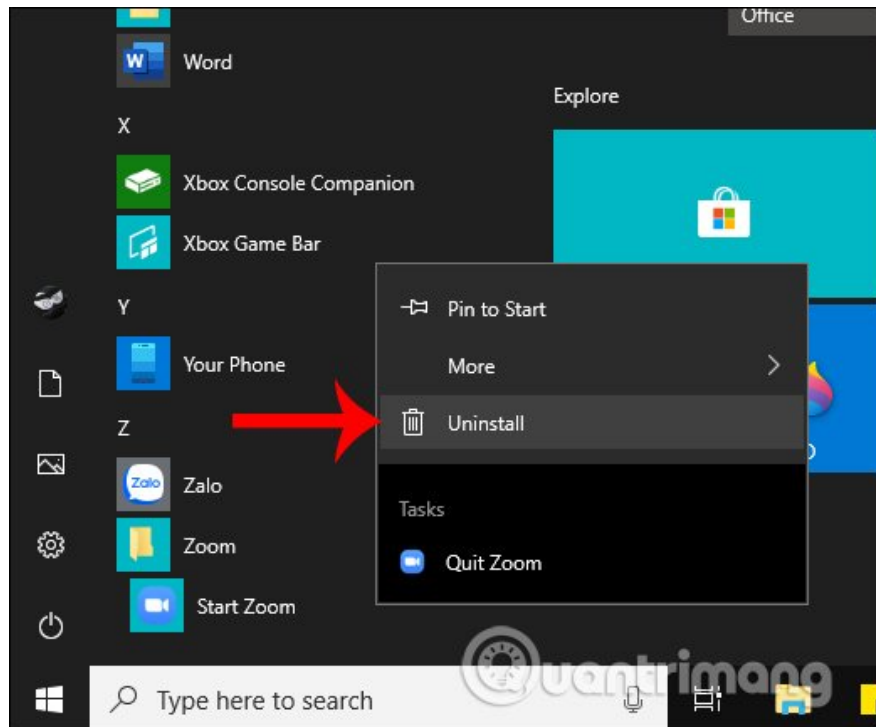 Office
Word
Explore
X
Xbox Console Companion
Xbox Game Bar
Y
Pin to Start
Your Phone
More
Z
Uninstall
Zalo
Zalo
Tasks
Zoom
Quit Zoom
Start Zoom
Quantrimang
Type here to search